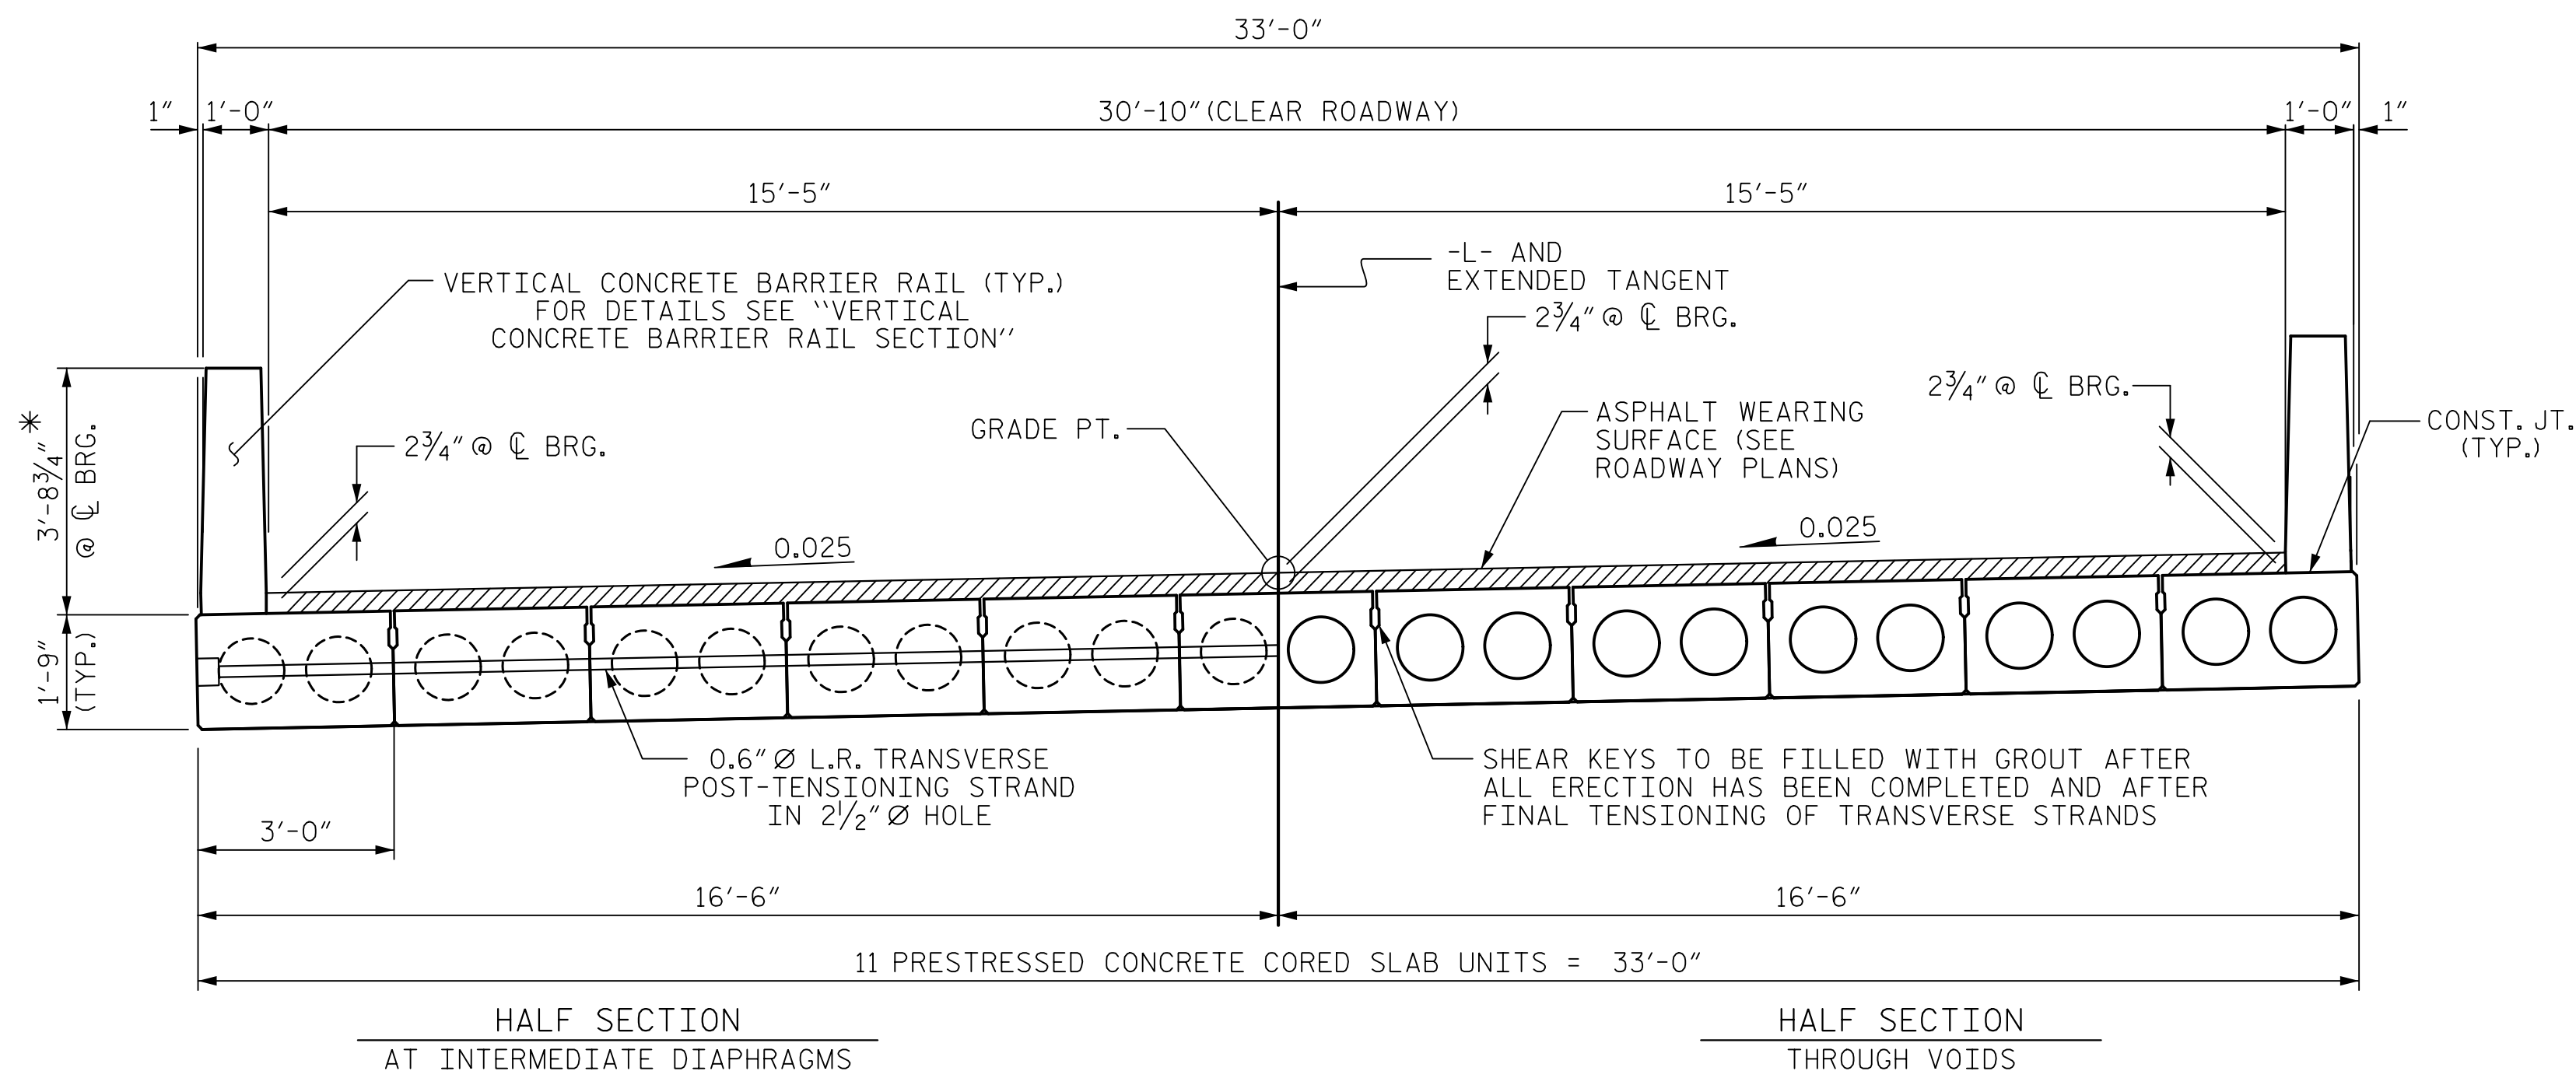 33'-0"
1" 1'-0" 30'-10" (CLEAR ROADWAY) 1'-0" 1"
15'-5" 15'-5"
-L- AND
EXTENDED TANGENT
VERTICAL CONCRETE BARRIER RAIL (TYP.)
FOR DETAILS SEE "VERTICAL
CONCRETE BARRIER RAIL SECTION"
2¾" @ ℄ BRG.
2¾" @ ℄ BRG.
GRADE PT.
ASPHALT WEARING
SURFACE (SEE
ROADWAY PLANS)
CONST. JT.
(TYP.)
2¾" @ ℄ BRG.
3'-8¾" *
@ ℄ BRG.
0.025
0.025
1'-9"
(TYP.)
0.6" Ø L.R. TRANSVERSE
POST-TENSIONING STRAND
IN 2½" Ø HOLE
SHEAR KEYS TO BE FILLED WITH GROUT AFTER
ALL ERECTION HAS BEEN COMPLETED AND AFTER
FINAL TENSIONING OF TRANSVERSE STRANDS
3'-0"
16'-6" 16'-6"
11 PRESTRESSED CONCRETE CORED SLAB UNITS = 33'-0"
HALF SECTION
AT INTERMEDIATE DIAPHRAGMS
HALF SECTION
THROUGH VOIDS